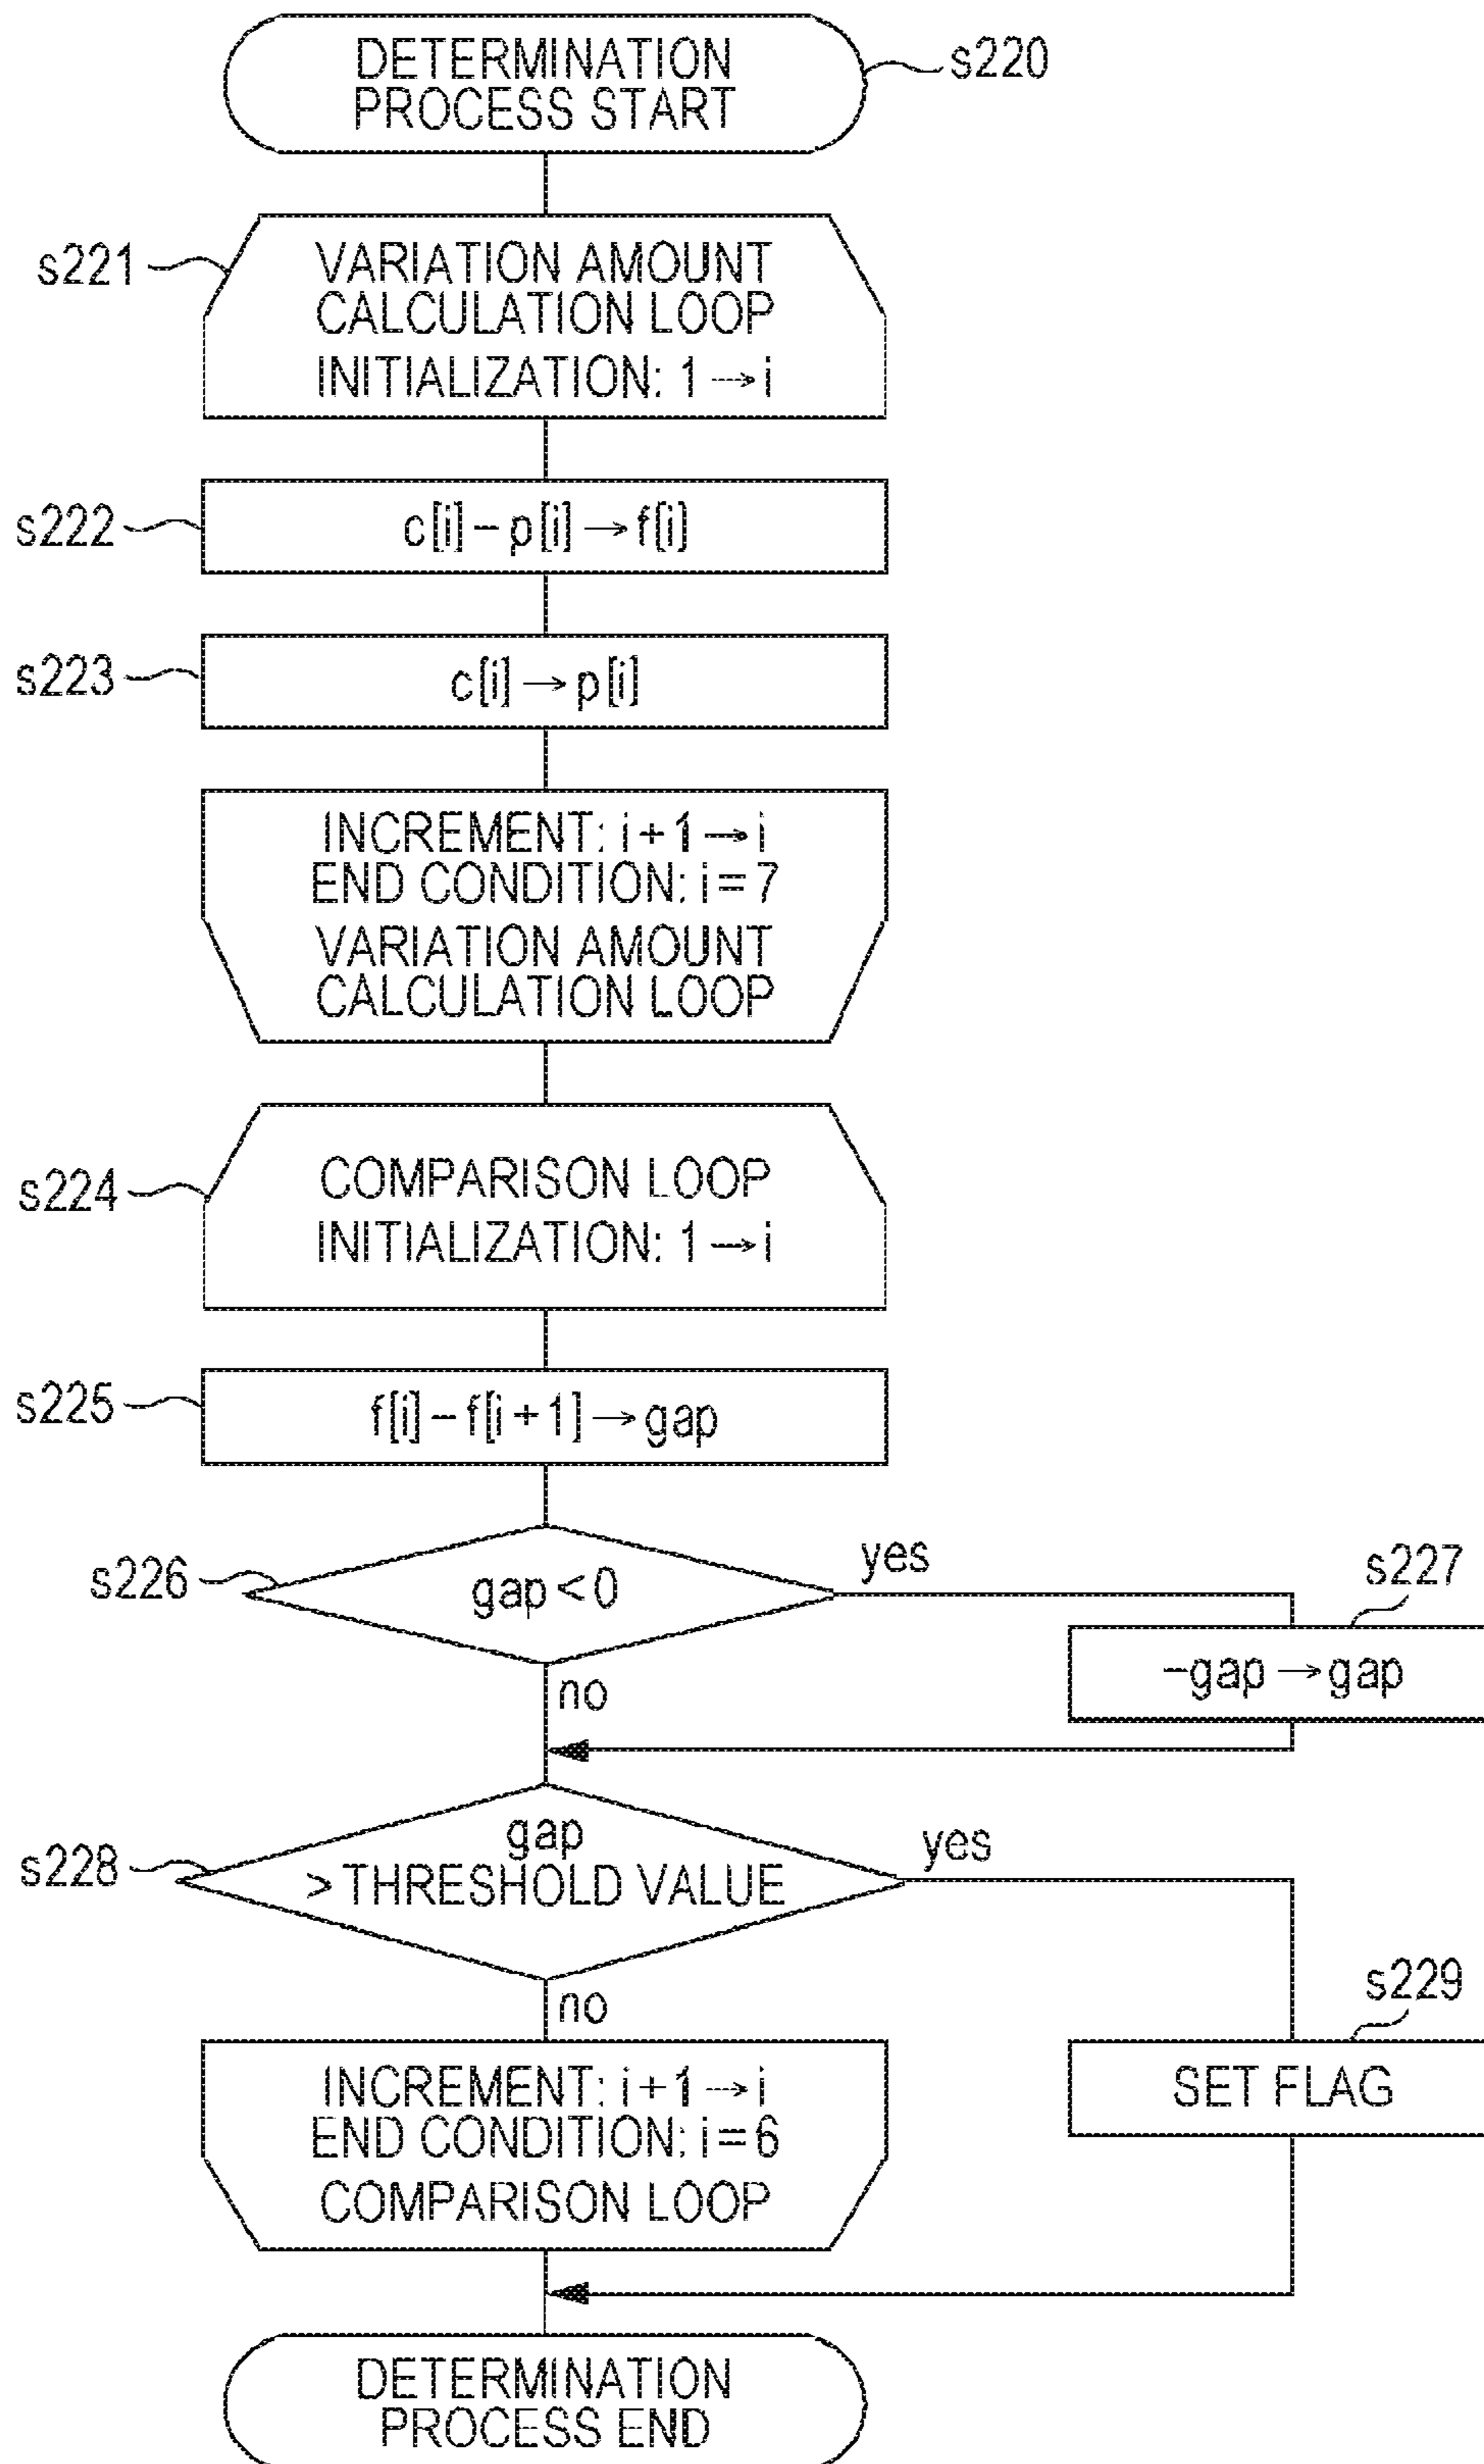 DETERMINATION
PROCESS START
s220
s221
VARIATION AMOUNT
CALCULATION LOOP
INITIALIZATION: 1→i
s222
c[i]−p[i]→f[i]
s223
c[i]→p[i]
INCREMENT: i+1→i
END CONDITION: i=7
VARIATION AMOUNT
CALCULATION LOOP
s224
COMPARISON LOOP
INITIALIZATION: 1→i
s225
f[i]−f[i+1]→gap
s226
gap<0
yes
s227
−gap→gap
no
s228
gap
>THRESHOLD VALUE
yes
s229
no
INCREMENT: i+1→i
END CONDITION: i=6
COMPARISON LOOP
SET FLAG
DETERMINATION
PROCESS END